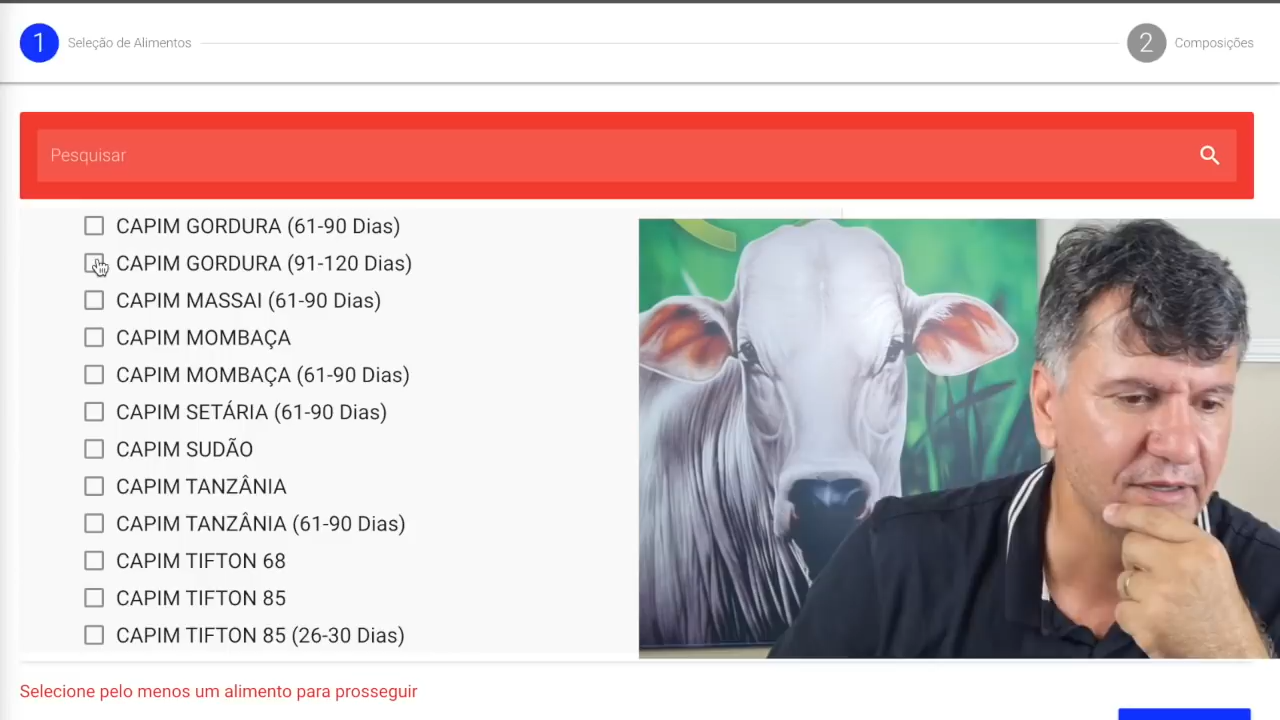 1 Seleção de Alimentos
2 Composições
Pesquisar
CAPIM GORDURA (61-90 Dias)
CAPIM GORDURA (91-120 Dias)
CAPIM MASSAI (61-90 Dias)
CAPIM MOMBAÇA
CAPIM MOMBAÇA (61-90 Dias)
CAPIM SETÁRIA (61-90 Dias)
CAPIM SUDÃO
CAPIM TANZÂNIA
CAPIM TANZÂNIA (61-90 Dias)
CAPIM TIFTON 68
CAPIM TIFTON 85
CAPIM TIFTON 85 (26-30 Dias)
Selecione pelo menos um alimento para prosseguir